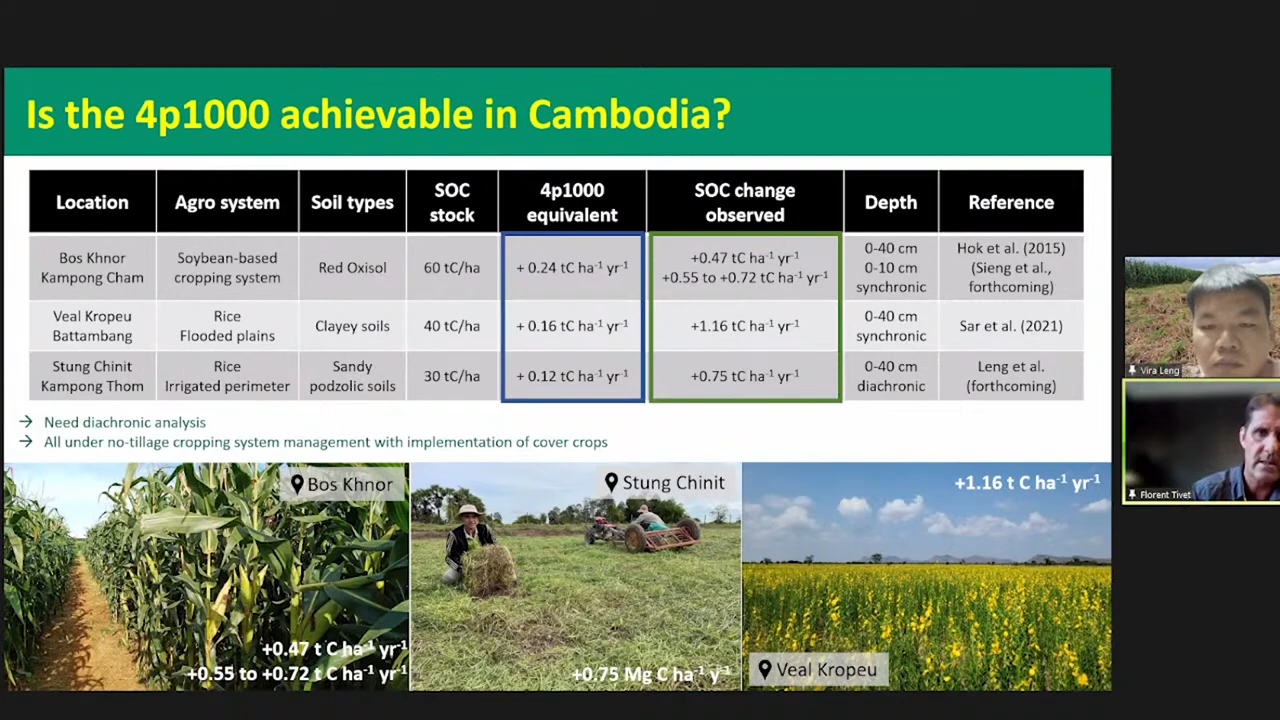 Is the 4p1000 achievable in Cambodia?
Location
Agro system
Soil types
SOC
stock
4p1000
equivalent
SOC change
observed
Depth
Reference
Bos Khnor
Kampong Cham
Soybean-based
cropping system
Red Oxisol
60 tC/ha
+ 0.24 tC ha⁻¹ yr⁻¹
+0.47 tC ha⁻¹ yr⁻¹
+0.55 to +0.72 tC ha⁻¹ yr⁻¹
0-40 cm
0-10 cm
synchronic
Hok et al. (2015)
(Sieng et al.,
forthcoming)
Veal Kropeu
Battambang
Rice
Flooded plains
Clayey soils
40 tC/ha
+ 0.16 tC ha⁻¹ yr⁻¹
+1.16 tC ha⁻¹ yr⁻¹
0-40 cm
synchronic
Sar et al. (2021)
Stung Chinit
Kampong Thom
Rice
Irrigated perimeter
Sandy
podzolic soils
30 tC/ha
+ 0.12 tC ha⁻¹ yr⁻¹
+0.75 tC ha⁻¹ yr⁻¹
0-40 cm
diachronic
Leng et al.
(forthcoming)
→ Need diachronic analysis
→ All under no-tillage cropping system management with implementation of cover crops
Bos Khnor
+0.47 t C ha⁻¹ yr⁻¹
+0.55 to +0.72 t C ha⁻¹ yr⁻¹
Stung Chinit
+0.75 Mg C ha⁻¹ y⁻¹
+1.16 t C ha⁻¹ yr⁻¹
Veal Kropeu
Vira Leng
Florent Tivet